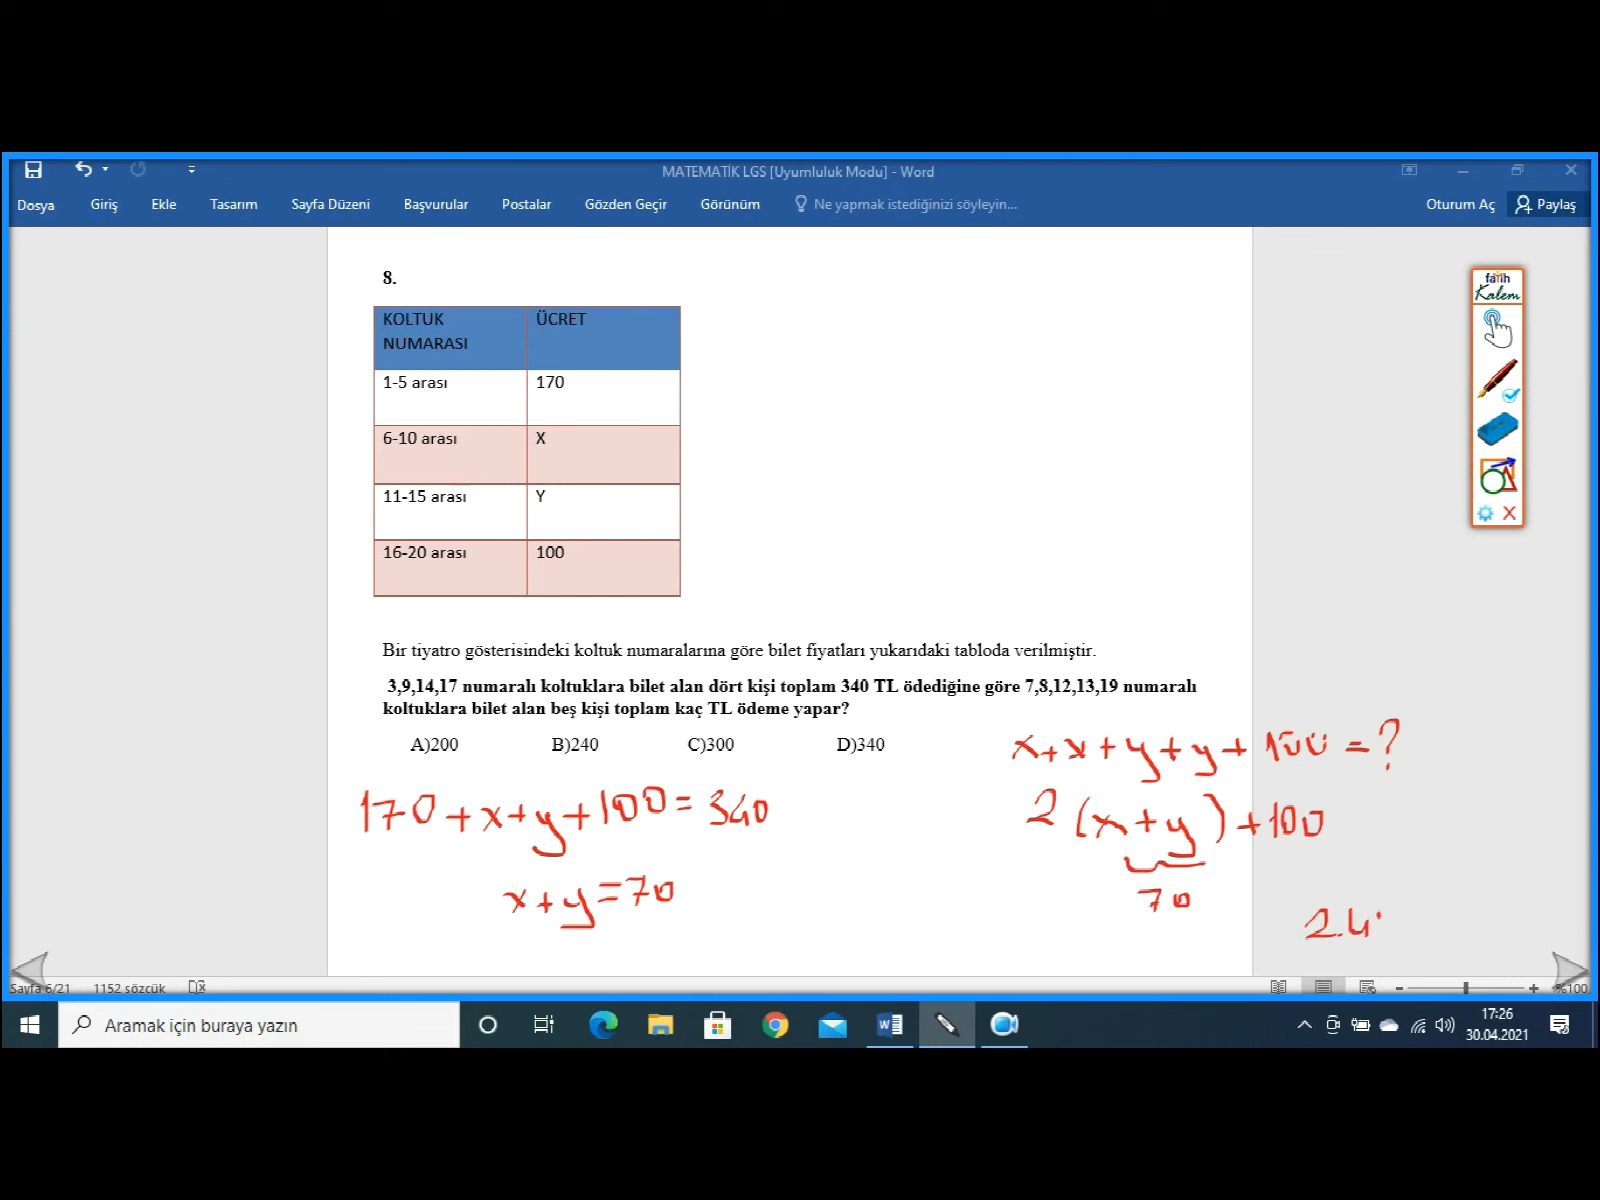 MATEMATİK LGS [Uyumluluk Modu] - Word
Dosya Giriş Ekle Tasarım Sayfa Düzeni Başvurular Postalar Gözden Geçir Görünüm Ne yapmak istediğinizi söyleyin... Oturum Aç Paylaş
8.
KOLTUK NUMARASI ÜCRET
1-5 arası 170
6-10 arası X
11-15 arası Y
16-20 arası 100
Bir tiyatro gösterisindeki koltuk numaralarına göre bilet fiyatları yukarıdaki tabloda verilmiştir.
3,9,14,17 numaralı koltuklara bilet alan dört kişi toplam 340 TL ödediğine göre 7,8,12,13,19 numaralı
koltuklara bilet alan beş kişi toplam kaç TL ödeme yapar?
A)200 B)240 C)300 D)340
170+x+y+100=340
x+y=70
x+x+y+y+100=?
2(x+y)+100
70
2.4
fatih
Kalem
Sayfa 6/21 1152 sözcük %100
Aramak için buraya yazın
17:26
30.04.2021